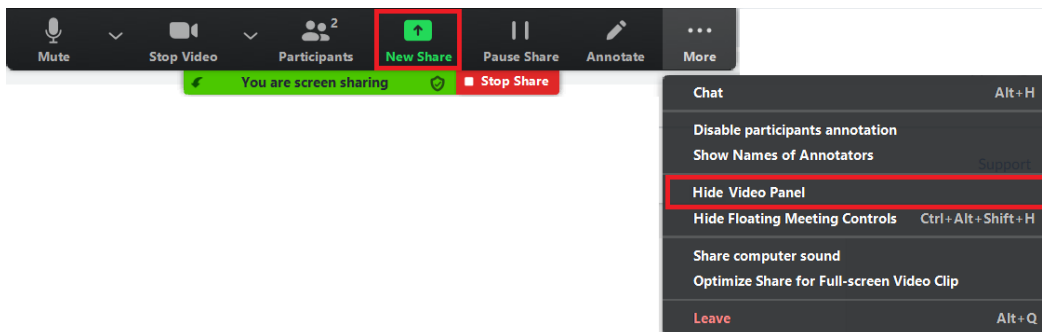 2
Mute Stop Video Participants New Share Pause Share Annotate More
You are screen sharing Stop Share
Chat Alt+H
Disable participants annotation
Show Names of Annotators
Support
Hide Video Panel
Hide Floating Meeting Controls Ctrl+Alt+Shift+H
Share computer sound
Optimize Share for Full-screen Video Clip
Leave Alt+Q